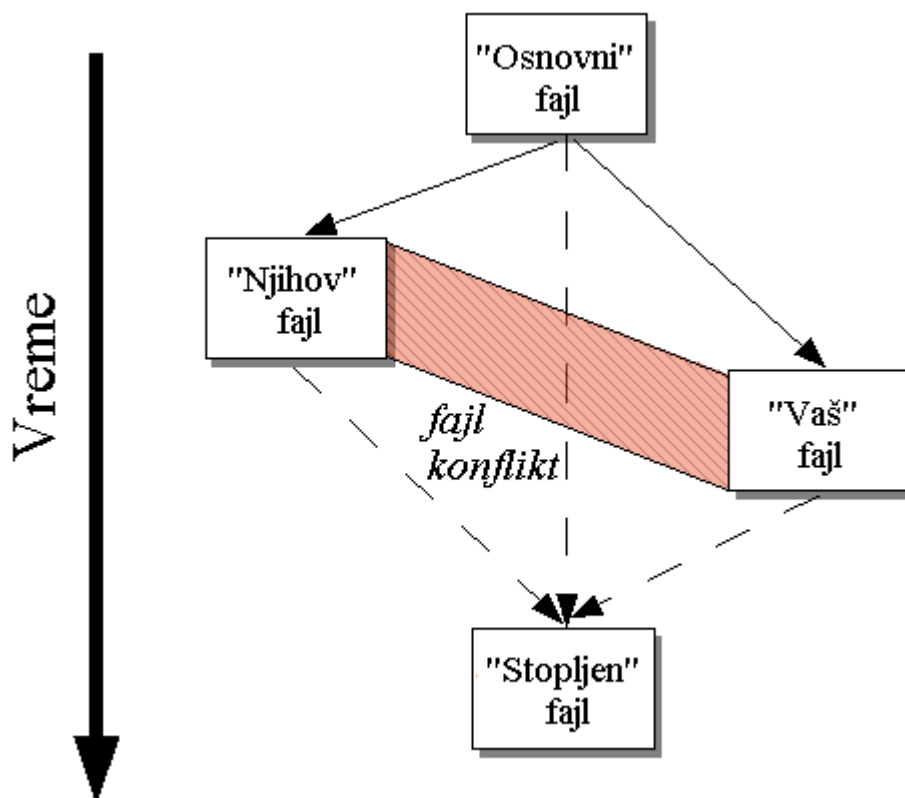 "Osnovni"
fajl
"Njihov"
fajl
Vreme
"Vaš"
fajl
fajl
konflikt
"Stopljen"
fajl